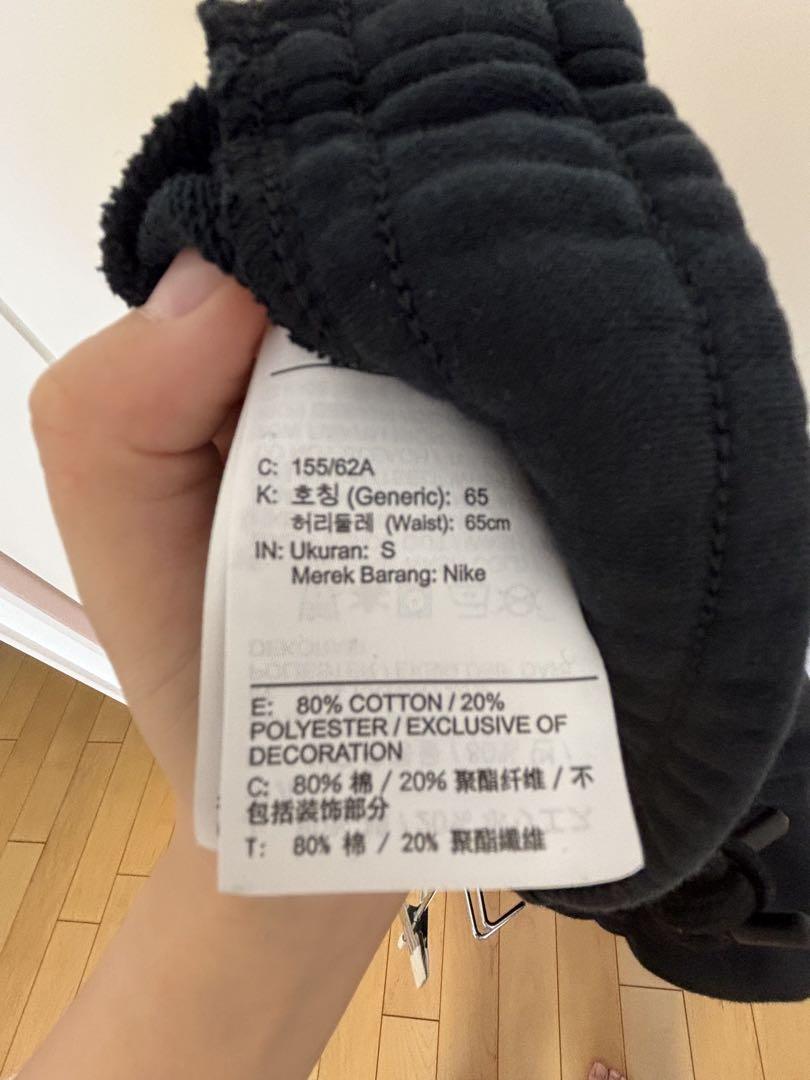 C: 155/62A
K: 호칭 (Generic): 65
허리둘레 (Waist): 65cm
IN: Ukuran: S
Merek Barang: Nike
E: 80% COTTON / 20%
POLYESTER / EXCLUSIVE OF
DECORATION
C: 80% 棉 / 20% 聚酯纤维 / 不
包括装饰部分
T: 80% 棉 / 20% 聚酯纖維